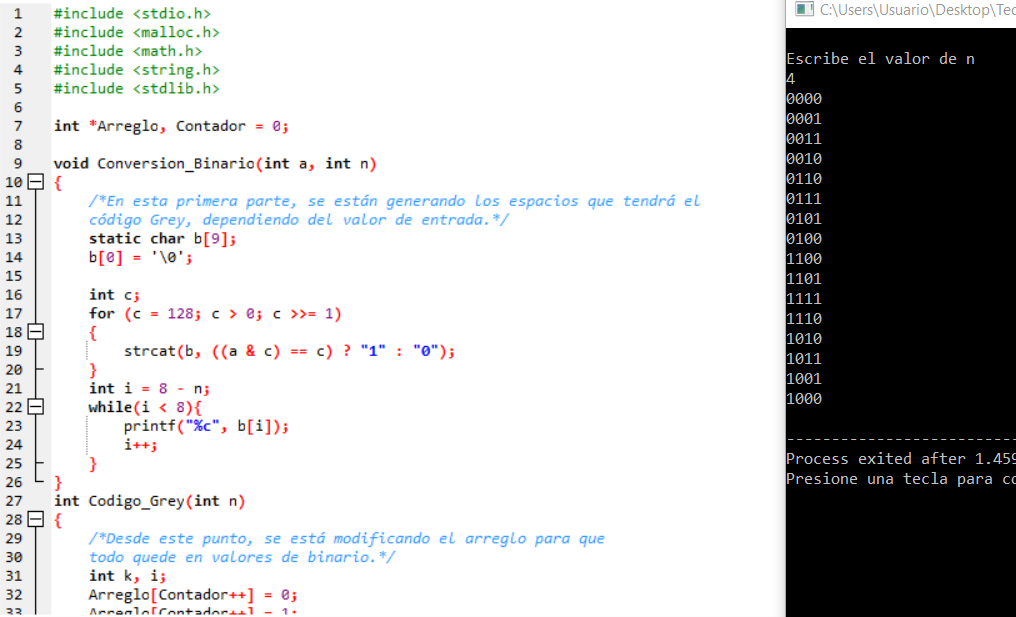 1 #include <stdio.h>
2 #include <malloc.h>
3 #include <math.h>
4 #include <string.h>
5 #include <stdlib.h>
6
7 int *Arreglo, Contador = 0;
8
9 void Conversion_Binario(int a, int n)
10 {
11 /*En esta primera parte, se están generando los espacios que tendrá el
12 código Grey, dependiendo del valor de entrada.*/
13 static char b[9];
14 b[0] = '\0';
15
16 int c;
17 for (c = 128; c > 0; c >>= 1)
18 {
19 strcat(b, ((a & c) == c) ? "1" : "0");
20 }
21 int i = 8 - n;
22 while(i < 8){
23 printf("%c", b[i]);
24 i++;
25 }
26 }
27 int Codigo_Grey(int n)
28 {
29 /*Desde este punto, se está modificando el arreglo para que
30 todo quede en valores de binario.*/
31 int k, i;
32 Arreglo[Contador++] = 0;
33 Arreglo[Contador++] = 1;
C:\Users\Usuario\Desktop\Tec
Escribe el valor de n
4
0000
0001
0011
0010
0110
0111
0101
0100
1100
1101
1111
1110
1010
1011
1001
1000
--------------------------
Process exited after 1.459
Presione una tecla para co